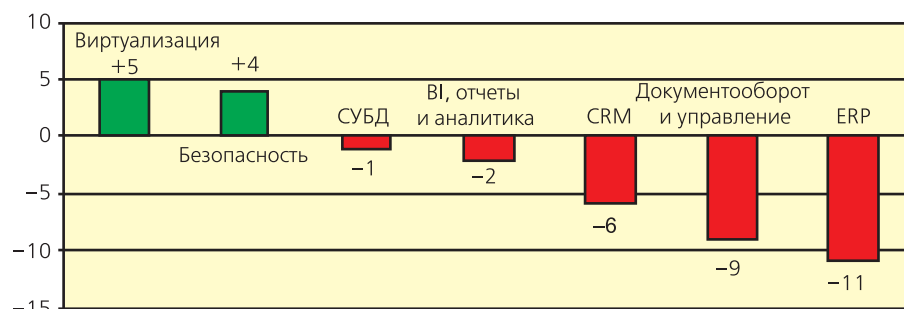 10
5
0
−5
−10
−15
Виртуализация
+5
+4
Безопасность
СУБД
−1
BI, отчеты
и аналитика
−2
CRM
−6
Документооборот
и управление
−9
ERP
−11